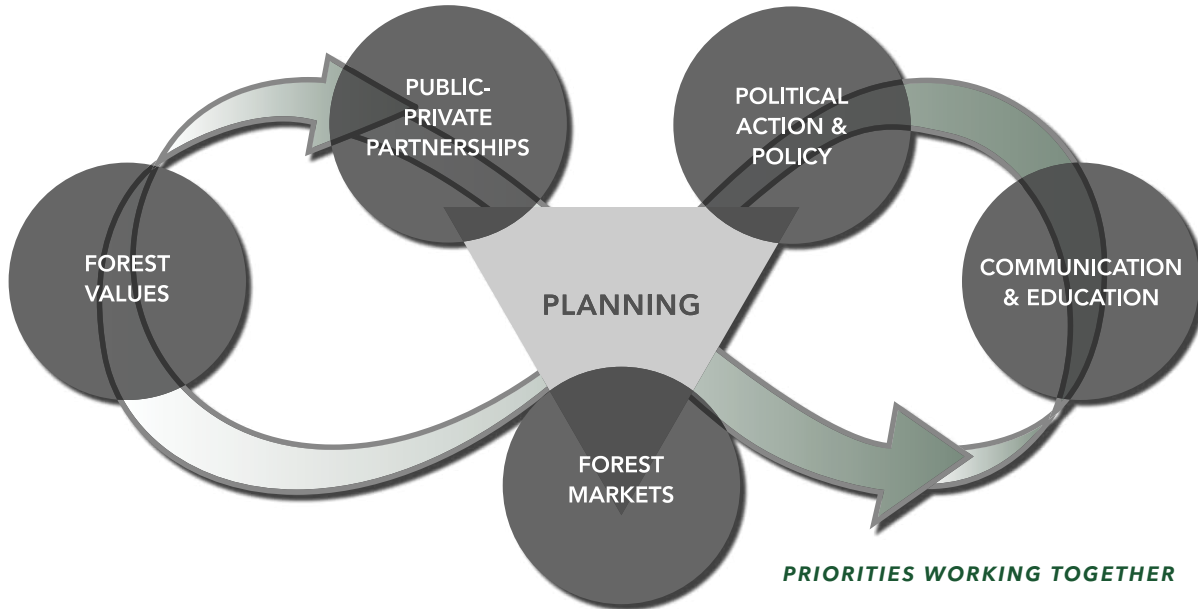 PUBLIC-
PRIVATE
PARTNERSHIPS
POLITICAL
ACTION &
POLICY
FOREST
VALUES
COMMUNICATION
& EDUCATION
PLANNING
FOREST
MARKETS
PRIORITIES WORKING TOGETHER